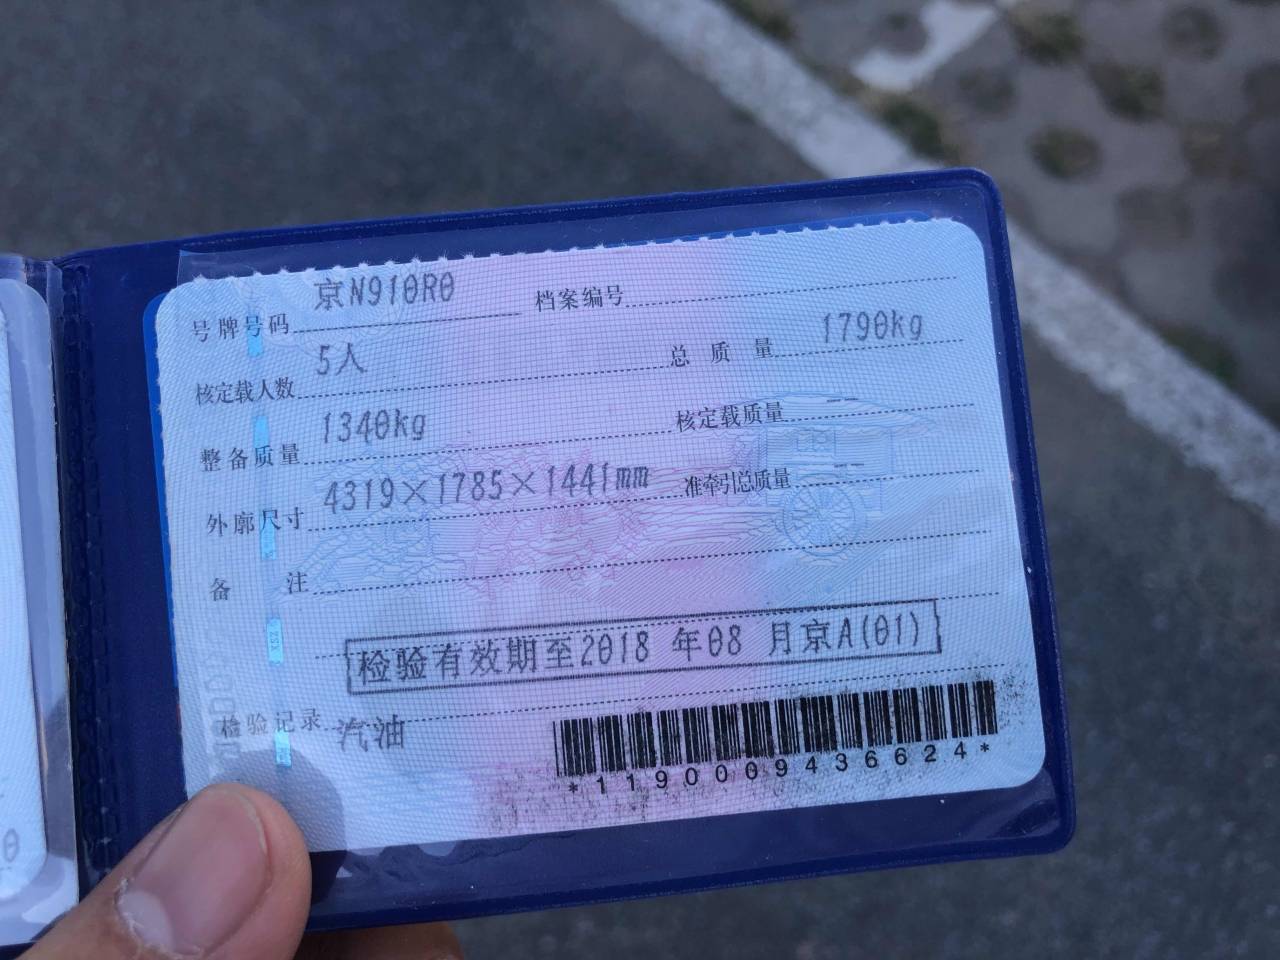 号牌号码 京N910R0 档案编号
核定载人数 5人 总质量 1790kg
整备质量 1340kg 核定载质量 --
外廓尺寸 4319×1785×1441mm 准牵引总质量 --
备注
检验有效期至2018 年08 月京A(01)
检验记录 汽油
*1190009436624*